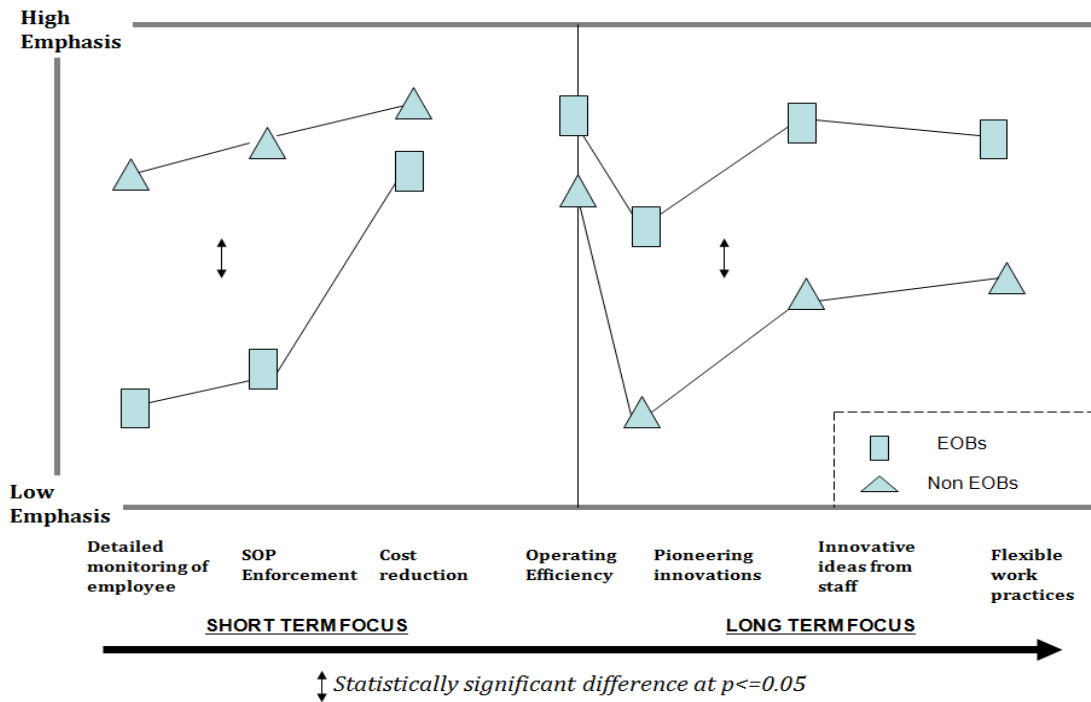 High
Emphasis
EOBs
Non EOBs
Low
Emphasis
Detailed
monitoring of
employee
SOP
Enforcement
Cost
reduction
Operating
Efficiency
Pioneering
innovations
Innovative
ideas from
staff
Flexible
work
practices
SHORT TERM FOCUS
LONG TERM FOCUS
Statistically significant difference at p<=0.05